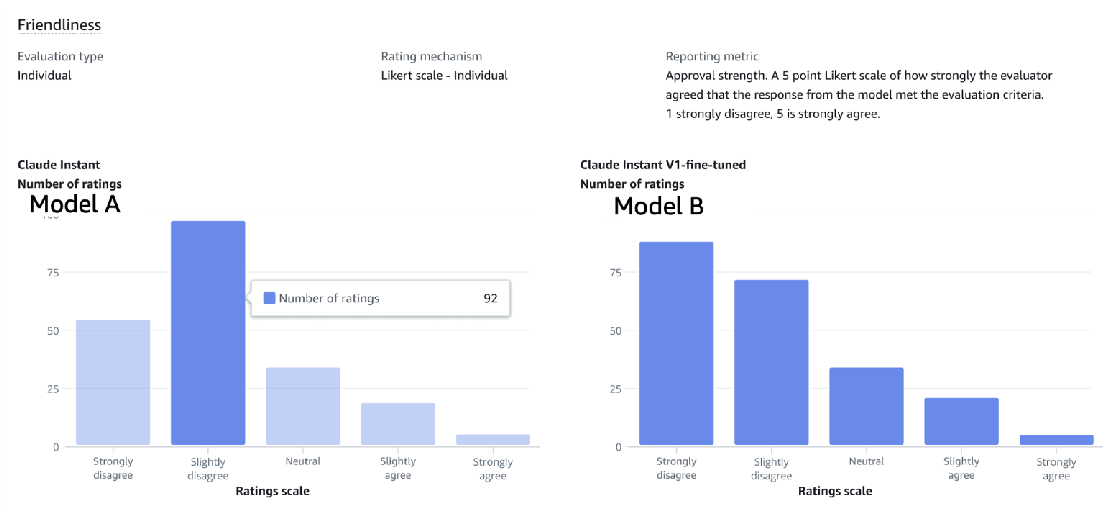 Friendliness
Evaluation type
Individual
Rating mechanism
Likert scale - Individual
Reporting metric
Approval strength. A 5 point Likert scale of how strongly the evaluator
agreed that the response from the model met the evaluation criteria.
1 strongly disagree, 5 is strongly agree.
Claude Instant
Number of ratings
Model A
75
50
25
0
Number of ratings 92
Strongly disagree
Slightly disagree
Neutral
Slightly agree
Strongly agree
Ratings scale
Claude Instant V1-fine-tuned
Number of ratings
Model B
75
50
25
0
Strongly disagree
Slightly disagree
Neutral
Slightly agree
Strongly agree
Ratings scale